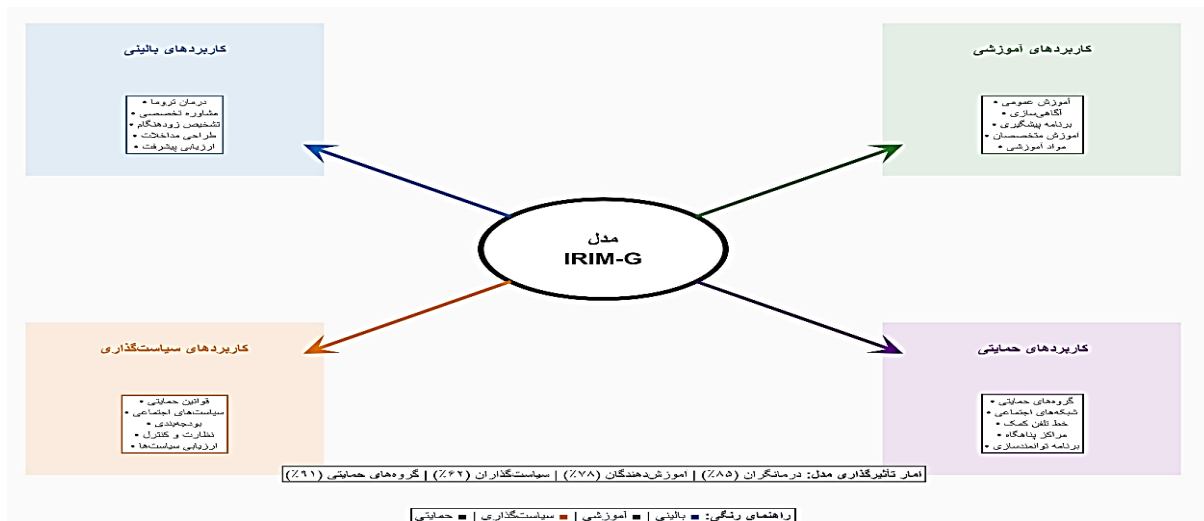 کاربردهای آموزشی
• آموزش عمومی
• آگاهی‌سازی
• برنامه پیشگیری
• آموزش متخصصان
• مواد آموزشی
کاربردهای بالینی
• درمان تروما
• مشاوره تخصصی
• تشخیص زودهنگام
• طراحی مداخلات
• ارزیابی پیشرفت
مدل
IRIM-G
کاربردهای حمایتی
• گروه‌های حمایتی
• شبکه‌های اجتماعی
• خط تلفن کمک
• مراکز پناهگاه
• برنامه توانمندسازی
کاربردهای سیاست‌گذاری
• قوانین حمایتی
• سیاست‌های اجتماعی
• بودجه‌بندی
• نظارت و کنترل
• ارزیابی سیاست‌ها
آمار تأثیرگذاری مدل: درمانگران (۸۵٪) | آموزش‌دهندگان (۷۸٪) | سیاست‌گذاران (۶۲٪) | گروه‌های حمایتی (۹۱٪)
راهنمای رنگی: ■ بالینی | ■ آموزشی | ■ سیاست‌گذاری | ■ حمایتی